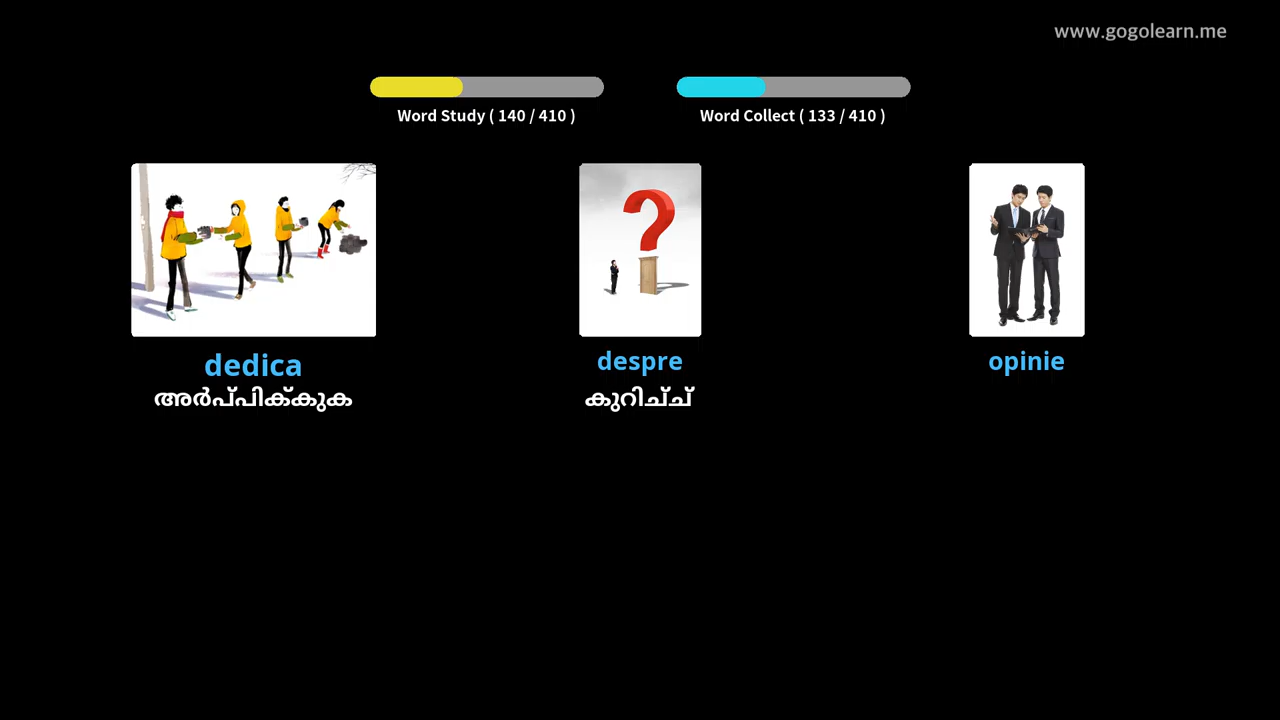 www.gogolearn.me
Word Study ( 140 / 410 )
Word Collect ( 133 / 410 )
dedica
അർപ്പിക്കുക
despre
കുറിച്ച്
opinie